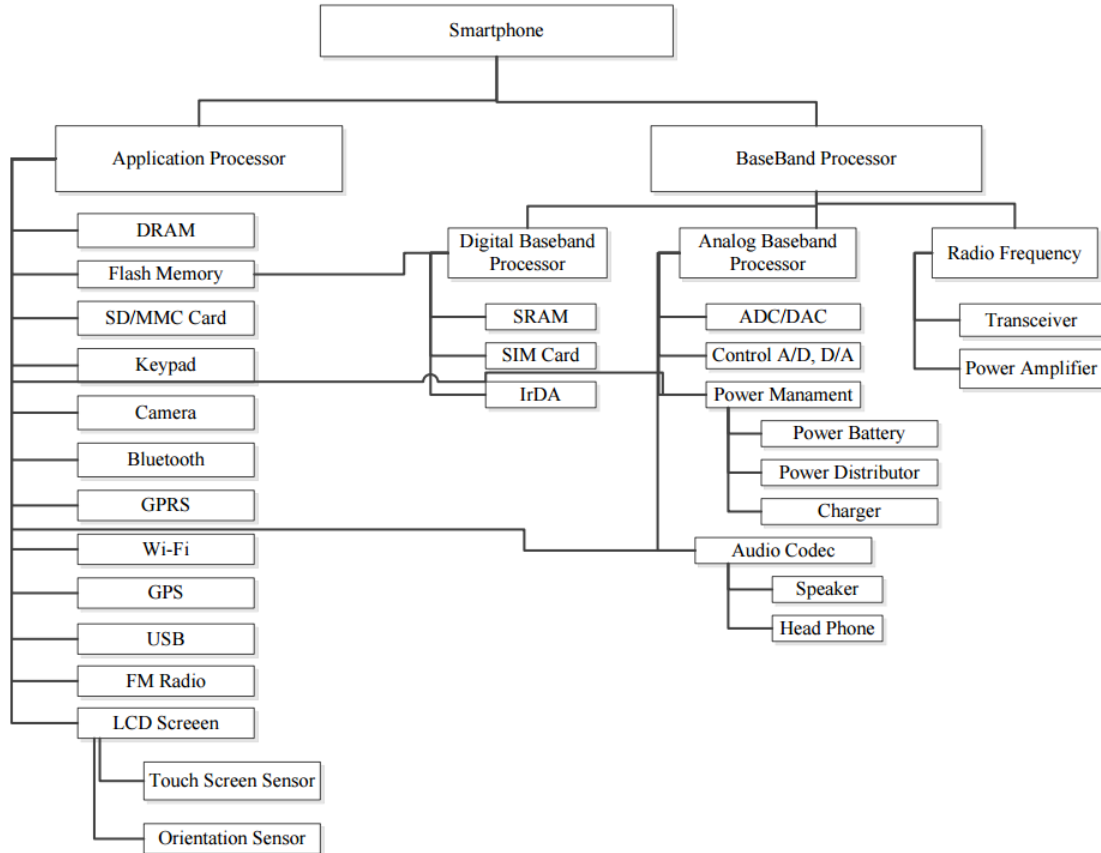 Smartphone
Application Processor
BaseBand Processor
DRAM
Flash Memory
SD/MMC Card
Keypad
Camera
Bluetooth
GPRS
Wi-Fi
GPS
USB
FM Radio
LCD Screeen
Touch Screen Sensor
Orientation Sensor
Digital Baseband
Processor
SRAM
SIM Card
IrDA
Analog Baseband
Processor
ADC/DAC
Control A/D, D/A
Power Manament
Power Battery
Power Distributor
Charger
Audio Codec
Speaker
Head Phone
Radio Frequency
Transceiver
Power Amplifier